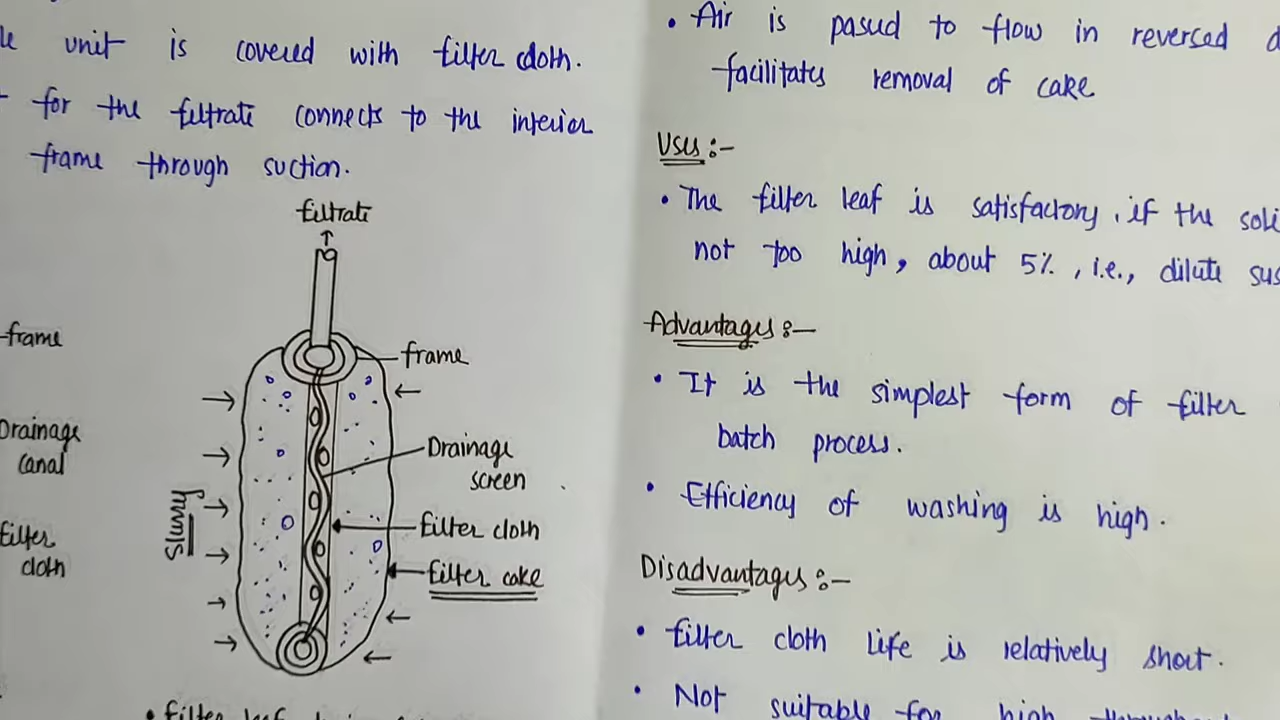 unit is covered with filter cloth.
for the filtrate connects to the interior
frame through suction.
filtrate
frame
frame
Drainage
canal
Drainage
screen
Slurry
filter
cloth
filter cloth
filter cake
• Filter leaf
• Air is passed to flow in reversed
facilitates removal of cake
Uses :-
• The filter leaf is satisfactory, if the
not too high, about 5%, i.e., dilute
Advantages :-
• It is the simplest form of filter
batch process.
• Efficiency of washing is high.
Disadvantages :-
• filter cloth life is relatively short.
• Not suitable for high